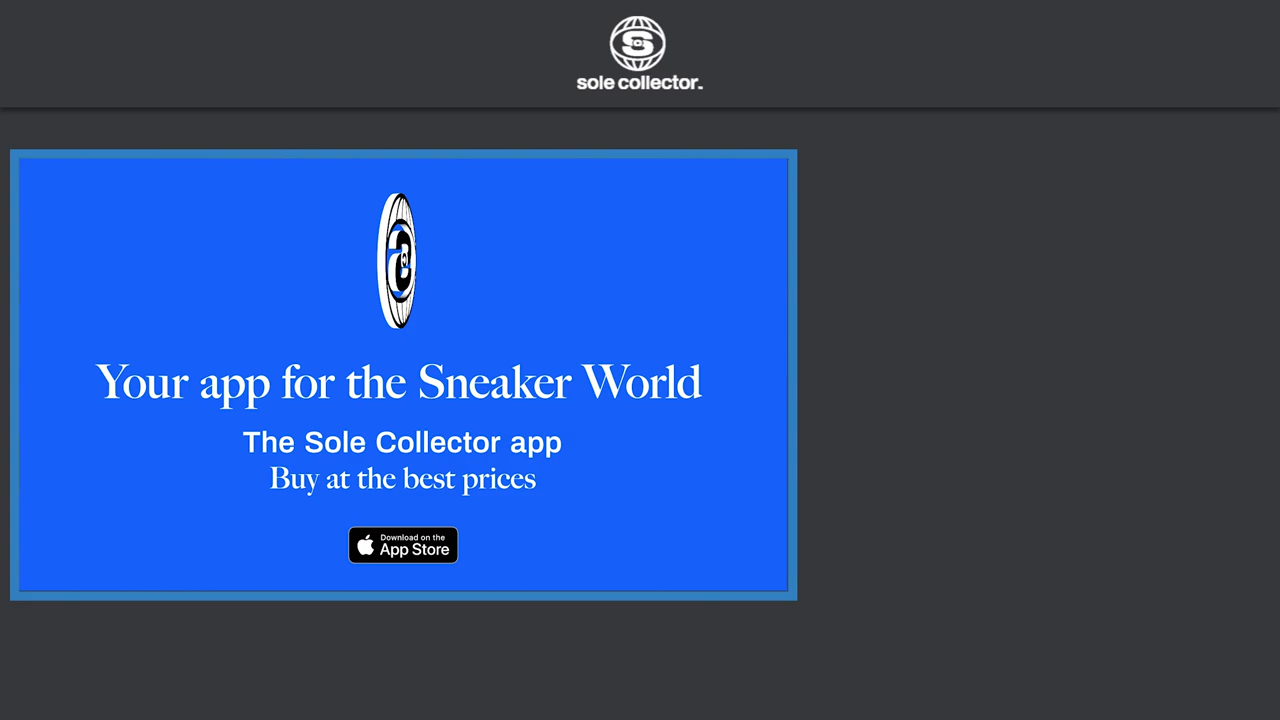 sole collector.
Your app for the Sneaker World
The Sole Collector app
Buy at the best prices
Download on the
App Store